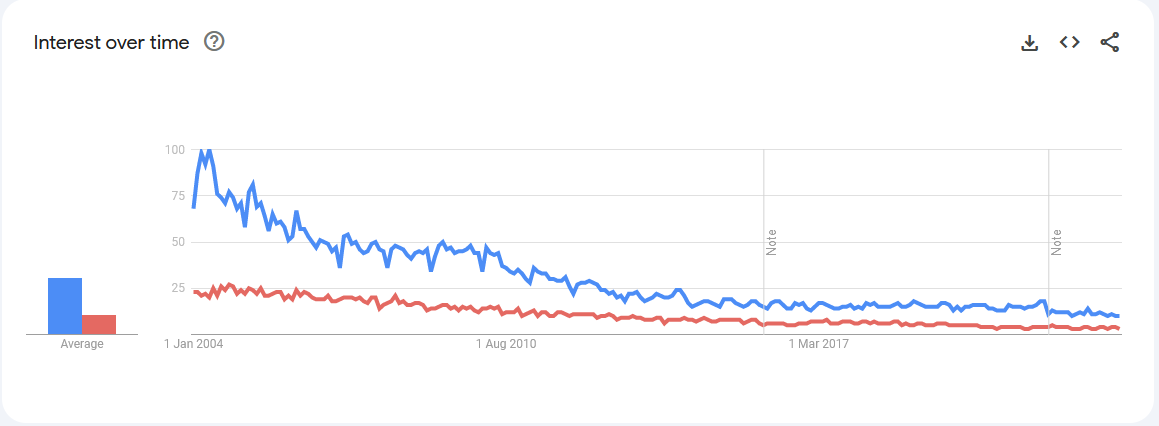 Interest over time
100
75
50
25
Note
Note
Average
1 Jan 2004
1 Aug 2010
1 Mar 2017